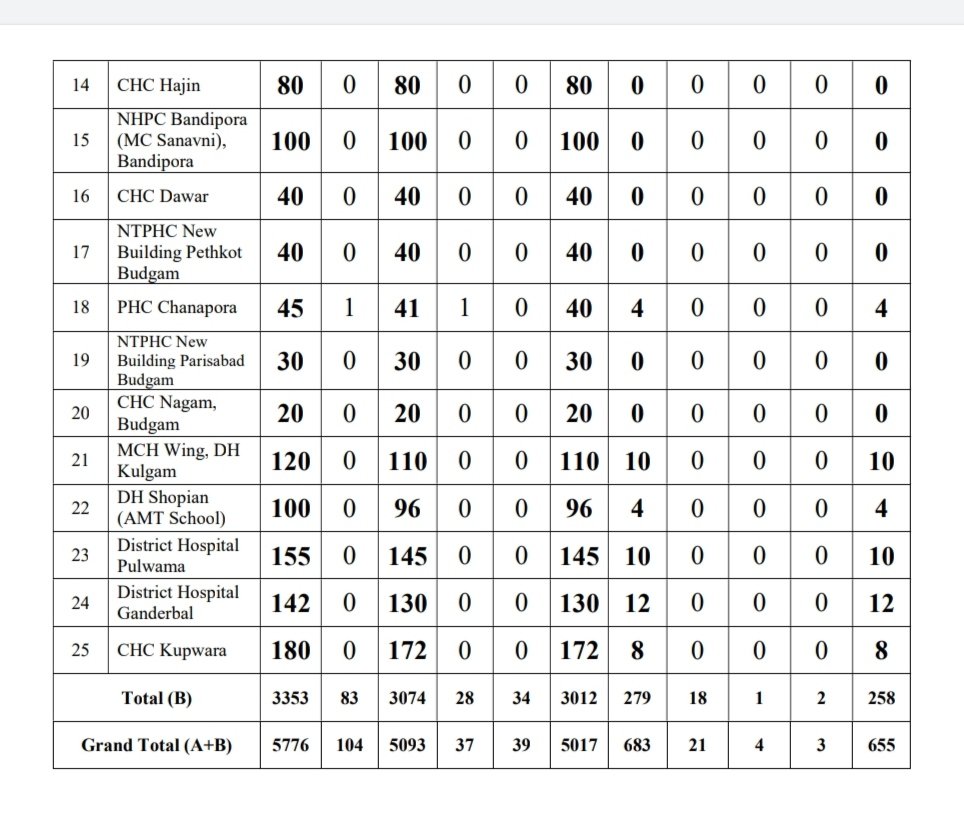 14 CHC Hajin 80 0 80 0 0 80 0 0 0 0 0
NHPC Bandipora
15 (MC Sanavni), 100 0 100 0 0 100 0 0 0 0 0
Bandipora
16 CHC Dawar 40 0 40 0 0 40 0 0 0 0 0
NTPHC New
17 Building Pethkot 40 0 40 0 0 40 0 0 0 0 0
Budgam
18 PHC Chanapora 45 1 41 1 0 40 4 0 0 0 4
NTPHC New
19 Building Parisabad 30 0 30 0 0 30 0 0 0 0 0
Budgam
20 CHC Nagam, 20 0 20 0 0 20 0 0 0 0 0
Budgam
21 MCH Wing, DH 120 0 110 0 0 110 10 0 0 0 10
Kulgam
22 DH Shopian 100 0 96 0 0 96 4 0 0 0 4
(AMT School)
23 District Hospital 155 0 145 0 0 145 10 0 0 0 10
Pulwama
24 District Hospital 142 0 130 0 0 130 12 0 0 0 12
Ganderbal
25 CHC Kupwara 180 0 172 0 0 172 8 0 0 0 8
Total (B) 3353 83 3074 28 34 3012 279 18 1 2 258
Grand Total (A+B) 5776 104 5093 37 39 5017 683 21 4 3 655